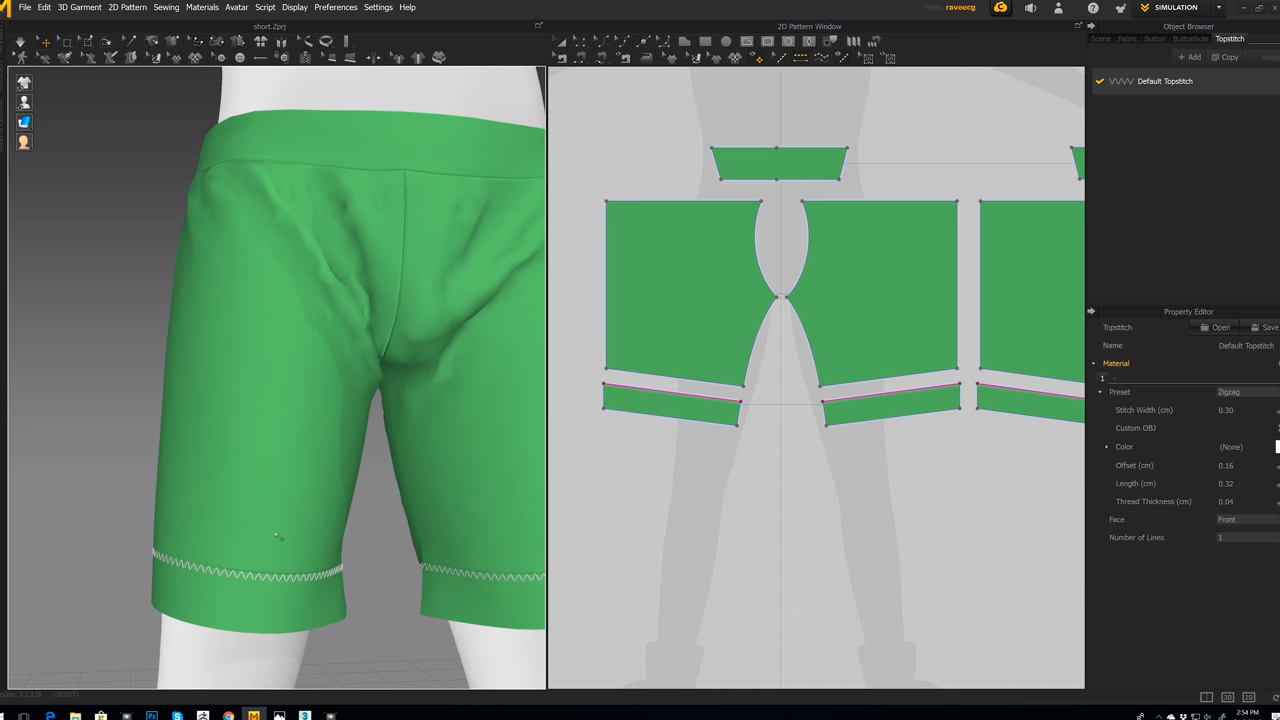 File Edit 3D Garment 2D Pattern Sewing Materials Avatar Script Display Preferences Settings Help
Hello, raveecg
SIMULATION
short.Zprj
2D Pattern Window
Object Browser
Scene Fabric Button Buttonhole Topstitch
+ Add Copy
Default Topstitch
Property Editor
Topstitch Open Save
Name Default Topstitch
Material
1
Preset Zigzag
Stitch Width (cm) 0.30
Custom OBJ
Color (None)
Offset (cm) 0.16
Length (cm) 0.32
Thread Thickness (cm) 0.04
Face Front
Number of Lines 1
3D 2D
2:54 PM